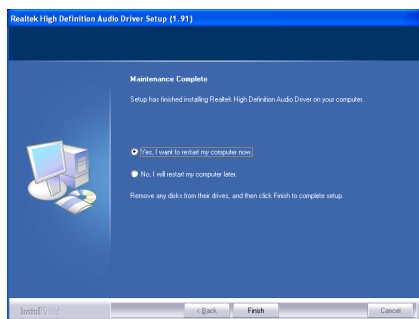 Realtek High Definition Audio Driver Setup (1.91)
Maintenance Complete
Setup has finished installing Realtek High Definition Audio Driver on your computer.
Yes, I want to restart my computer now.
No, I will restart my computer later.
Remove any disks from their drives, and then click Finish to complete setup.
InstallShield
< Back Finish Cancel